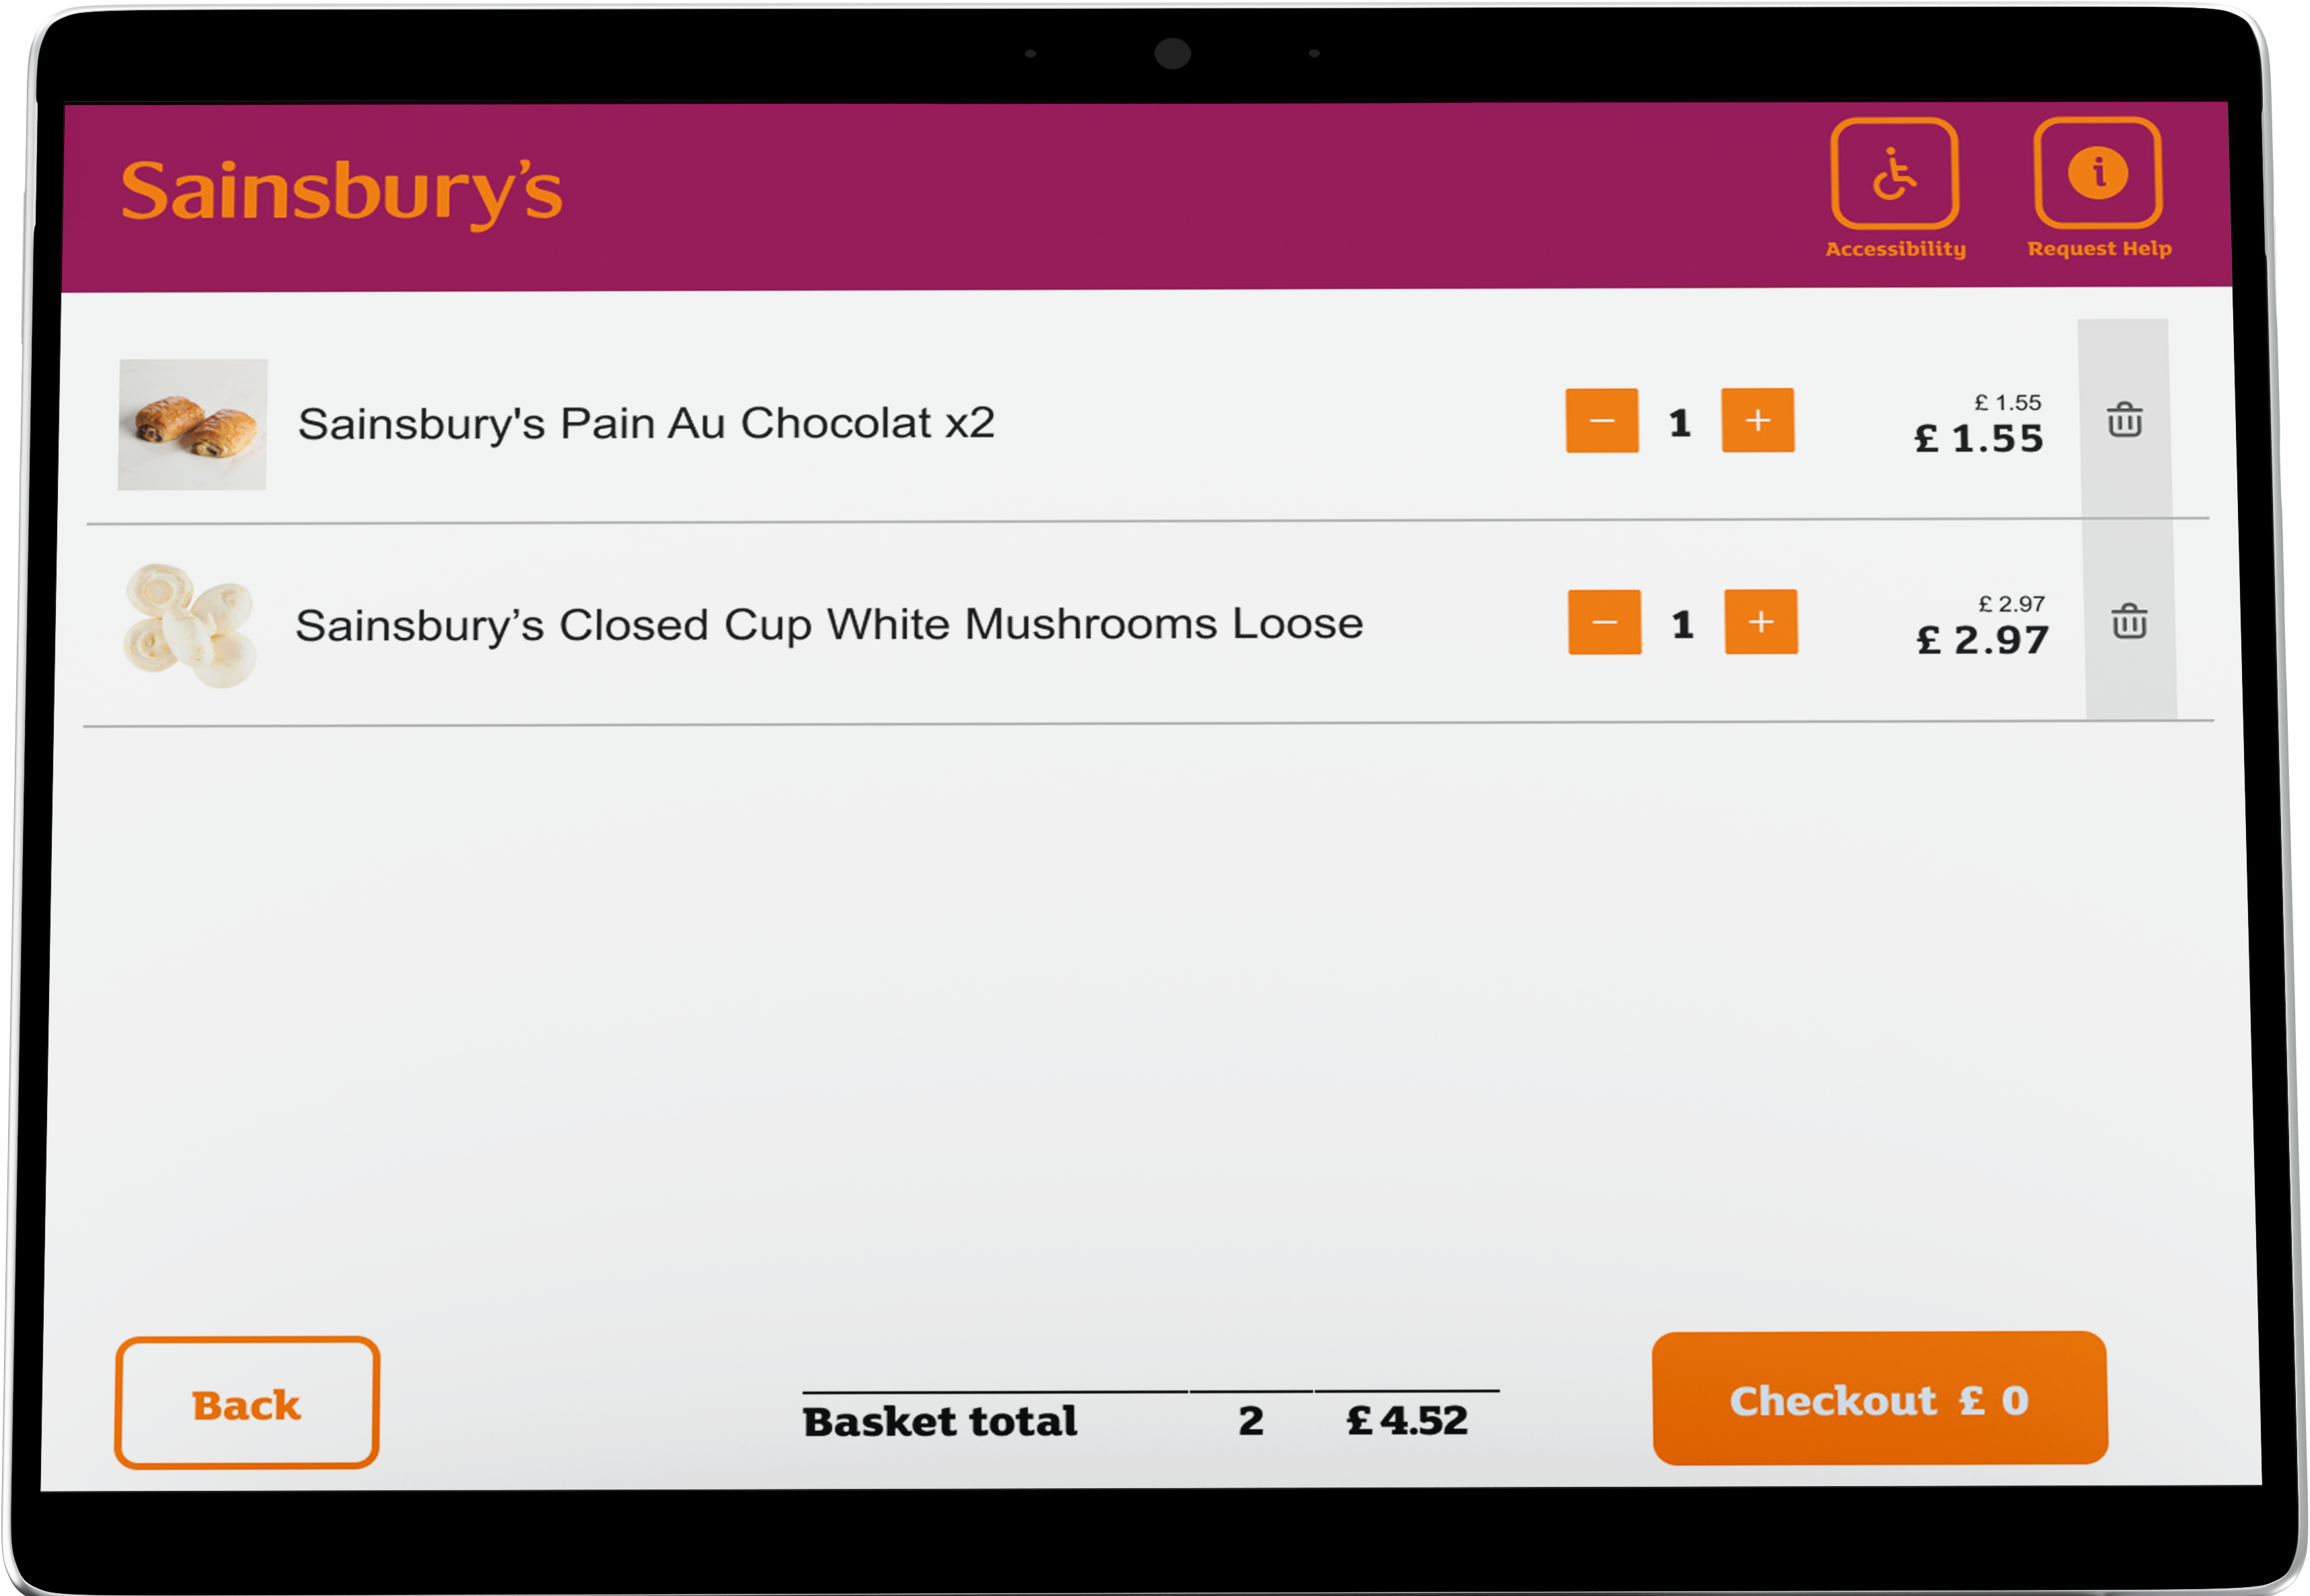 Sainsbury’s
Accessibility
Request Help
Sainsbury's Pain Au Chocolat x2
− 1 +
£ 1.55
£ 1.55
Sainsbury’s Closed Cup White Mushrooms Loose
− 1 +
£ 2.97
£ 2.97
Back
Basket total 2 £4.52
Checkout £ 0